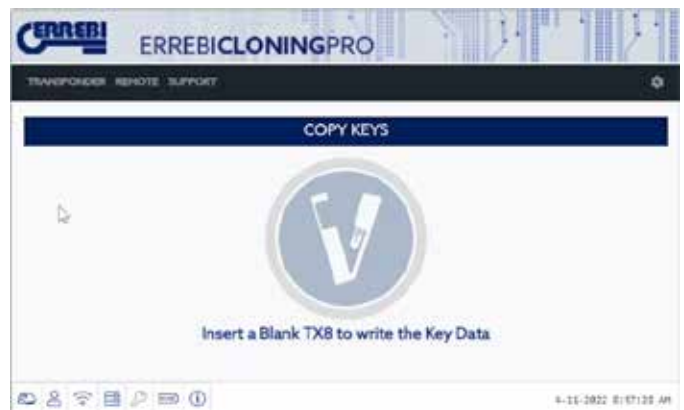 ERREBI
ERREBICLONINGPRO
TRANSPONDER REMOTE SUPPORT
COPY KEYS
Insert a Blank TX8 to write the Key Data